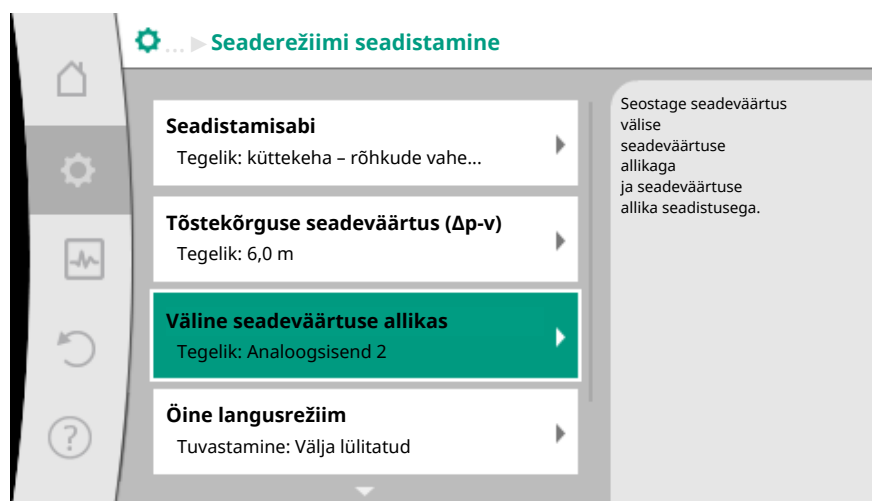 ... Seaderežiimi seadistamine
Seadistamisabi
Tegelik: küttekeha – rõhkude vahe...
Tõstekõrguse seadeväärtus (Δp-v)
Tegelik: 6,0 m
Väline seadeväärtuse allikas
Tegelik: Analoogsisend 2
Öine langusrežiim
Tuvastamine: Välja lülitatud
Seostage seadeväärtus
välise
seadeväärtuse
allikaga
ja seadeväärtuse
allika seadistusega.
?